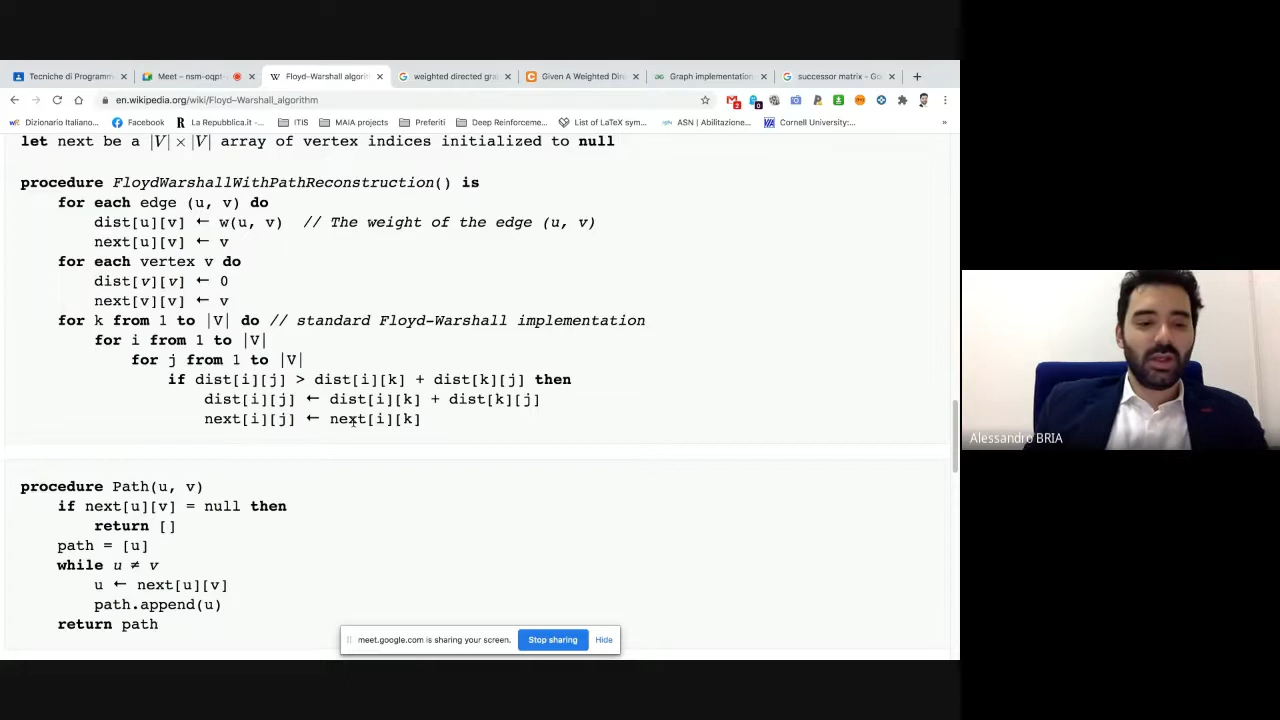 Tecniche di Programm
Meet – nsm-oqpt-
Floyd–Warshall algorith
weighted directed gra
Given A Weighted Dire
Graph implementation
successor matrix - Go
en.wikipedia.org/wiki/Floyd–Warshall_algorithm
Dizionario Italiano...
Facebook
La Repubblica.it -...
ITIS
MAIA projects
Preferiti
Deep Reinforceme...
List of LaTeX sym...
ASN | Abilitazione...
Cornell University:...
»
let next be a |V| × |V| array of vertex indices initialized to null
procedure FloydWarshallWithPathReconstruction() is
for each edge (u, v) do
dist[u][v] ← w(u, v) // The weight of the edge (u, v)
next[u][v] ← v
for each vertex v do
dist[v][v] ← 0
next[v][v] ← v
for k from 1 to |V| do // standard Floyd-Warshall implementation
for i from 1 to |V|
for j from 1 to |V|
if dist[i][j] > dist[i][k] + dist[k][j] then
dist[i][j] ← dist[i][k] + dist[k][j]
next[i][j] ← next[i][k]
procedure Path(u, v)
if next[u][v] = null then
return []
path = [u]
while u ≠ v
u ← next[u][v]
path.append(u)
return path
meet.google.com is sharing your screen.
Stop sharing
Hide
Alessandro BRIA